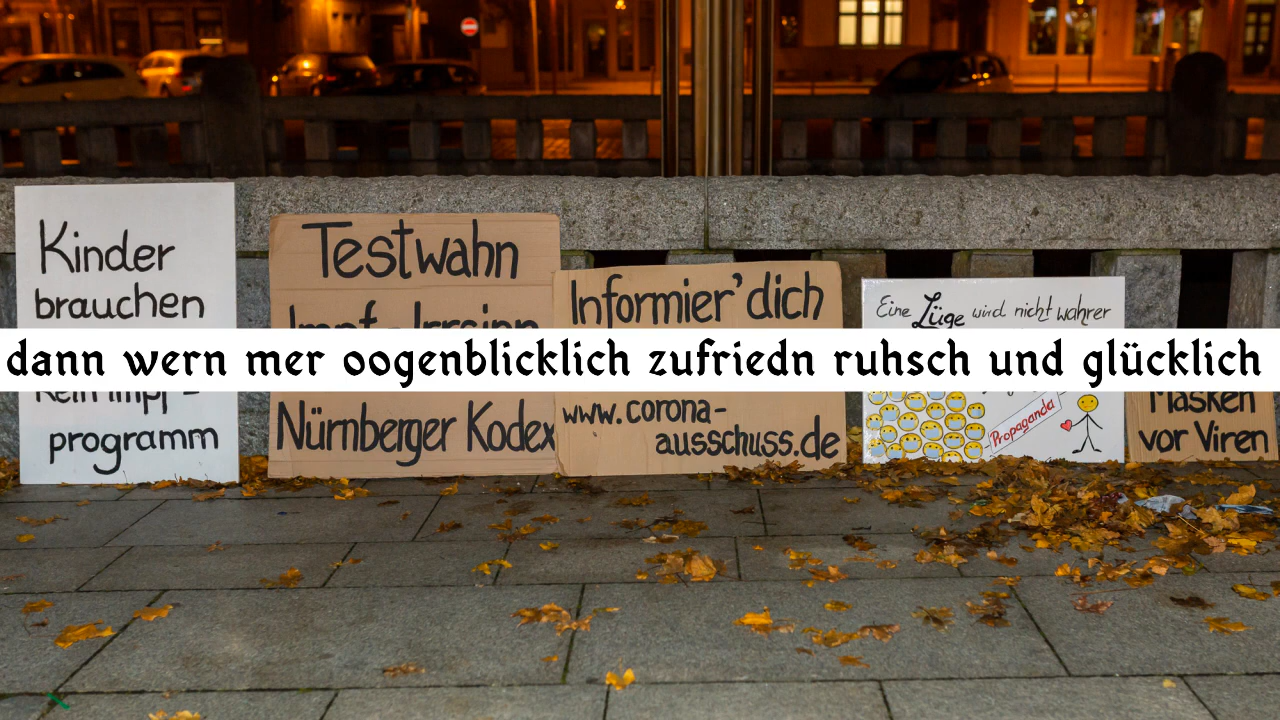 Kinder
brauchen
programm
Testwahn
Nürnberger Kodex
Informier' dich
www.corona-
ausschuss.de
Eine Lüge wird nicht wahrer
Propaganda
Masken
vor Viren
dann wern mer oogenblicklich zufriedn ruhsch und glücklich